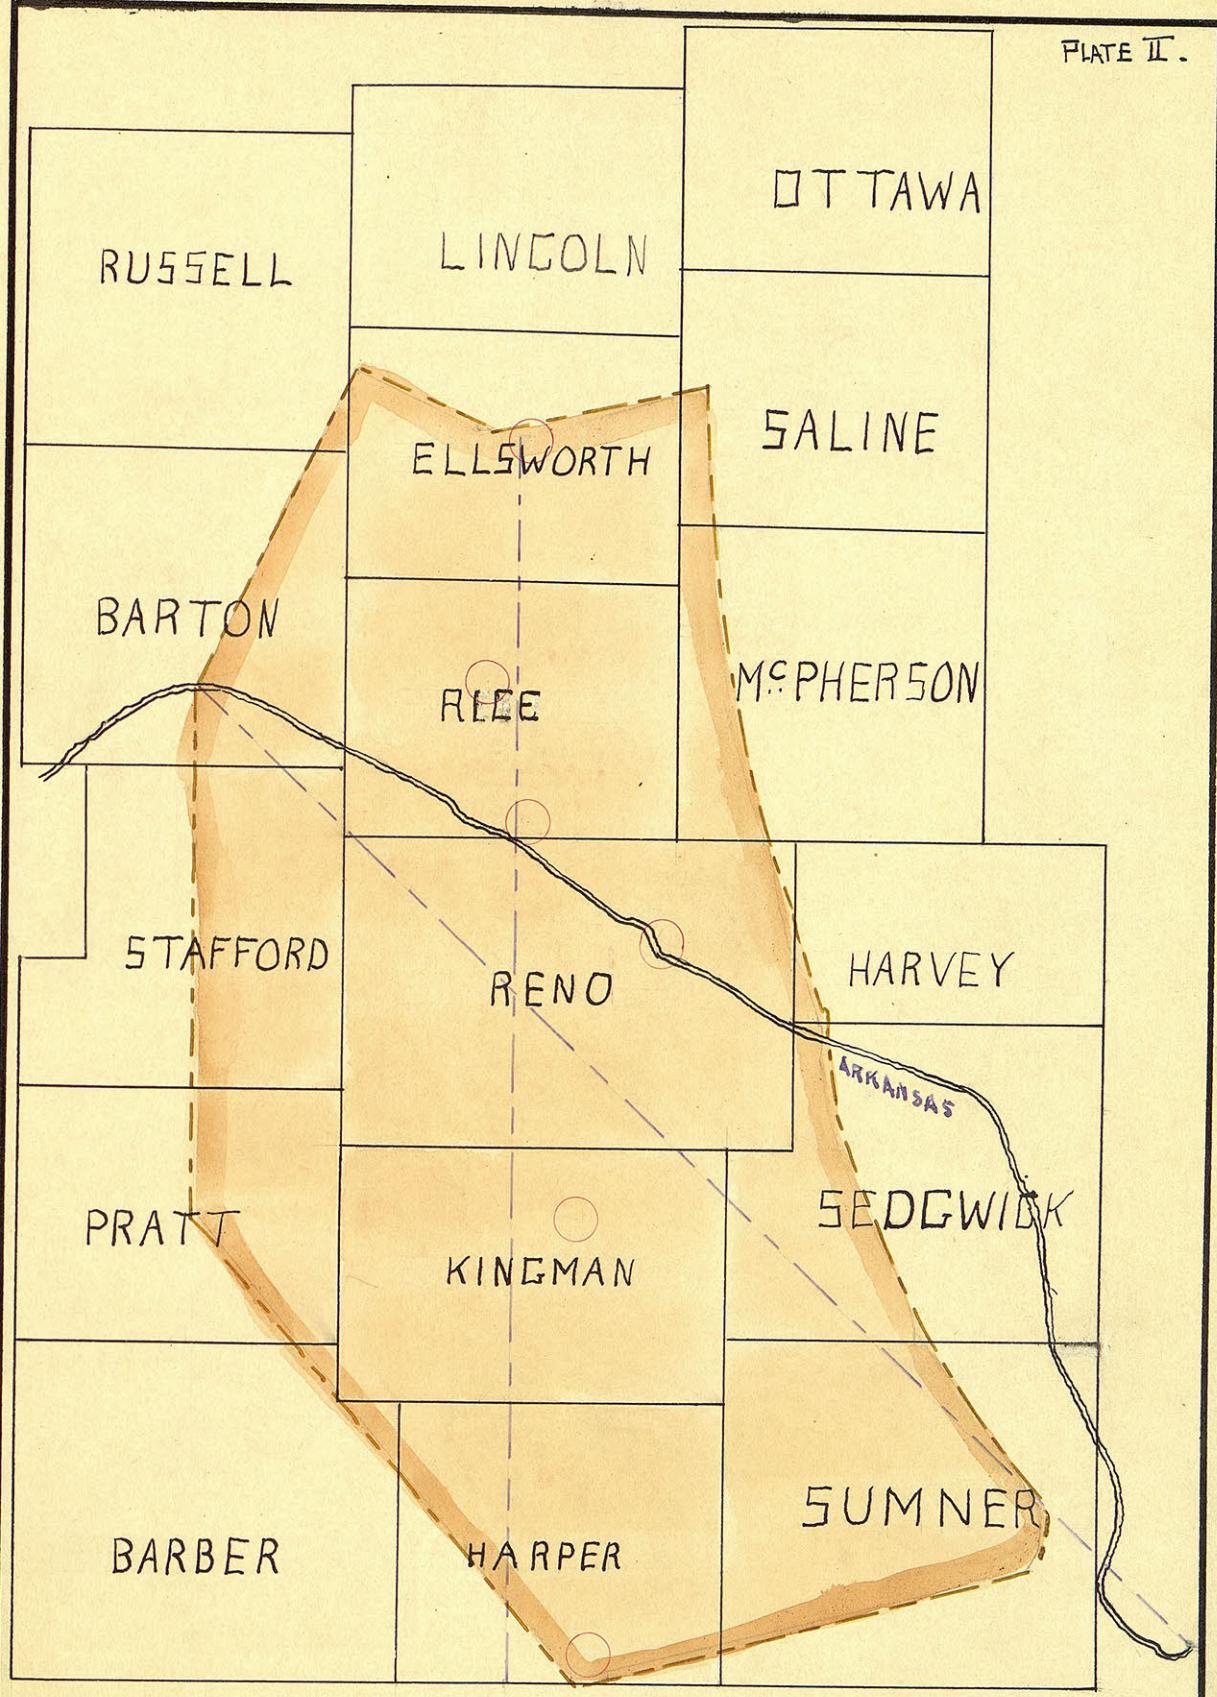 PLATE II.
OTTAWA
LINCOLN
RUSSELL
SALINE
ELLSWORTH
BARTON
McPHERSON
RICE
STAFFORD
HARVEY
RENO
ARKANSAS
SEDGWICK
PRATT
KINGMAN
SUMNER
BARBER
HARPER